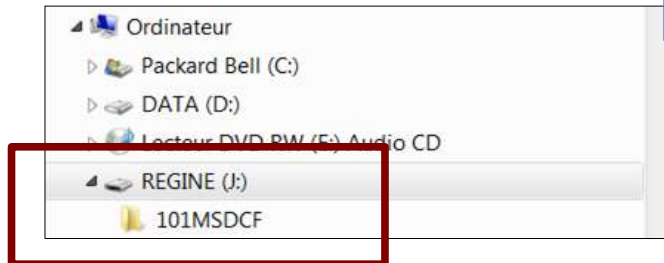 Ordinateur
Packard Bell (C:)
DATA (D:)
Lecteur DVD RW (E:) Audio CD
REGINE (J:)
101MSDCF